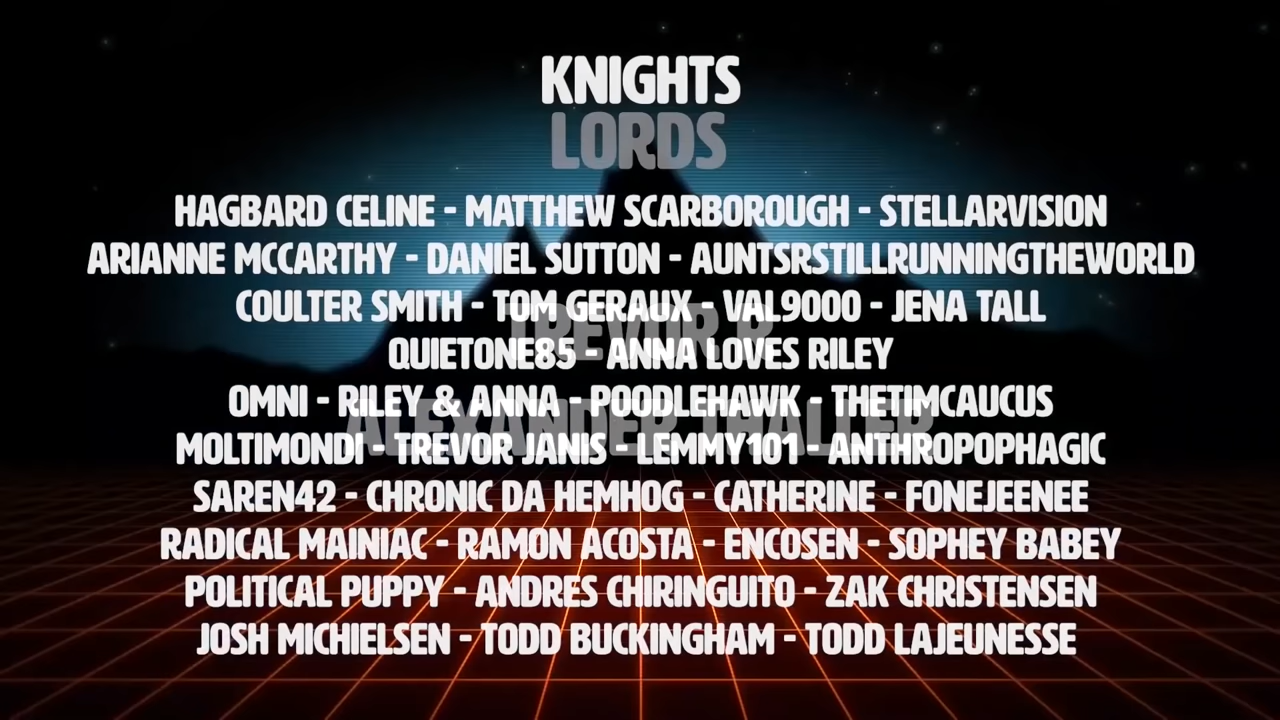 KNIGHTS
LORDS
HAGBARD CELINE - MATTHEW SCARBOROUGH - STELLARVISION
ARIANNE MCCARTHY - DANIEL SUTTON - AUNTSRSTILLRUNNINGTHEWORLD
COULTER SMITH - TOM GERAUX - VAL9000 - JENA TALL
TREVOR R
QUIETONE85 - ANNA LOVES RILEY
OMNI - RILEY & ANNA - POODLEHAWK - THETIMCAUCUS
ALEXANDER THALLER
MOLTIMONDI - TREVOR JANIS - LEMMY101 - ANTHROPOPHAGIC
SAREN42 - CHRONIC DA HEMHOG - CATHERINE - FONEJEENEE
RADICAL MAINIAC - RAMON ACOSTA - ENCOSEN - SOPHEY BABEY
POLITICAL PUPPY - ANDRES CHIRINGUITO - ZAK CHRISTENSEN
JOSH MICHIELSEN - TODD BUCKINGHAM - TODD LAJEUNESSE